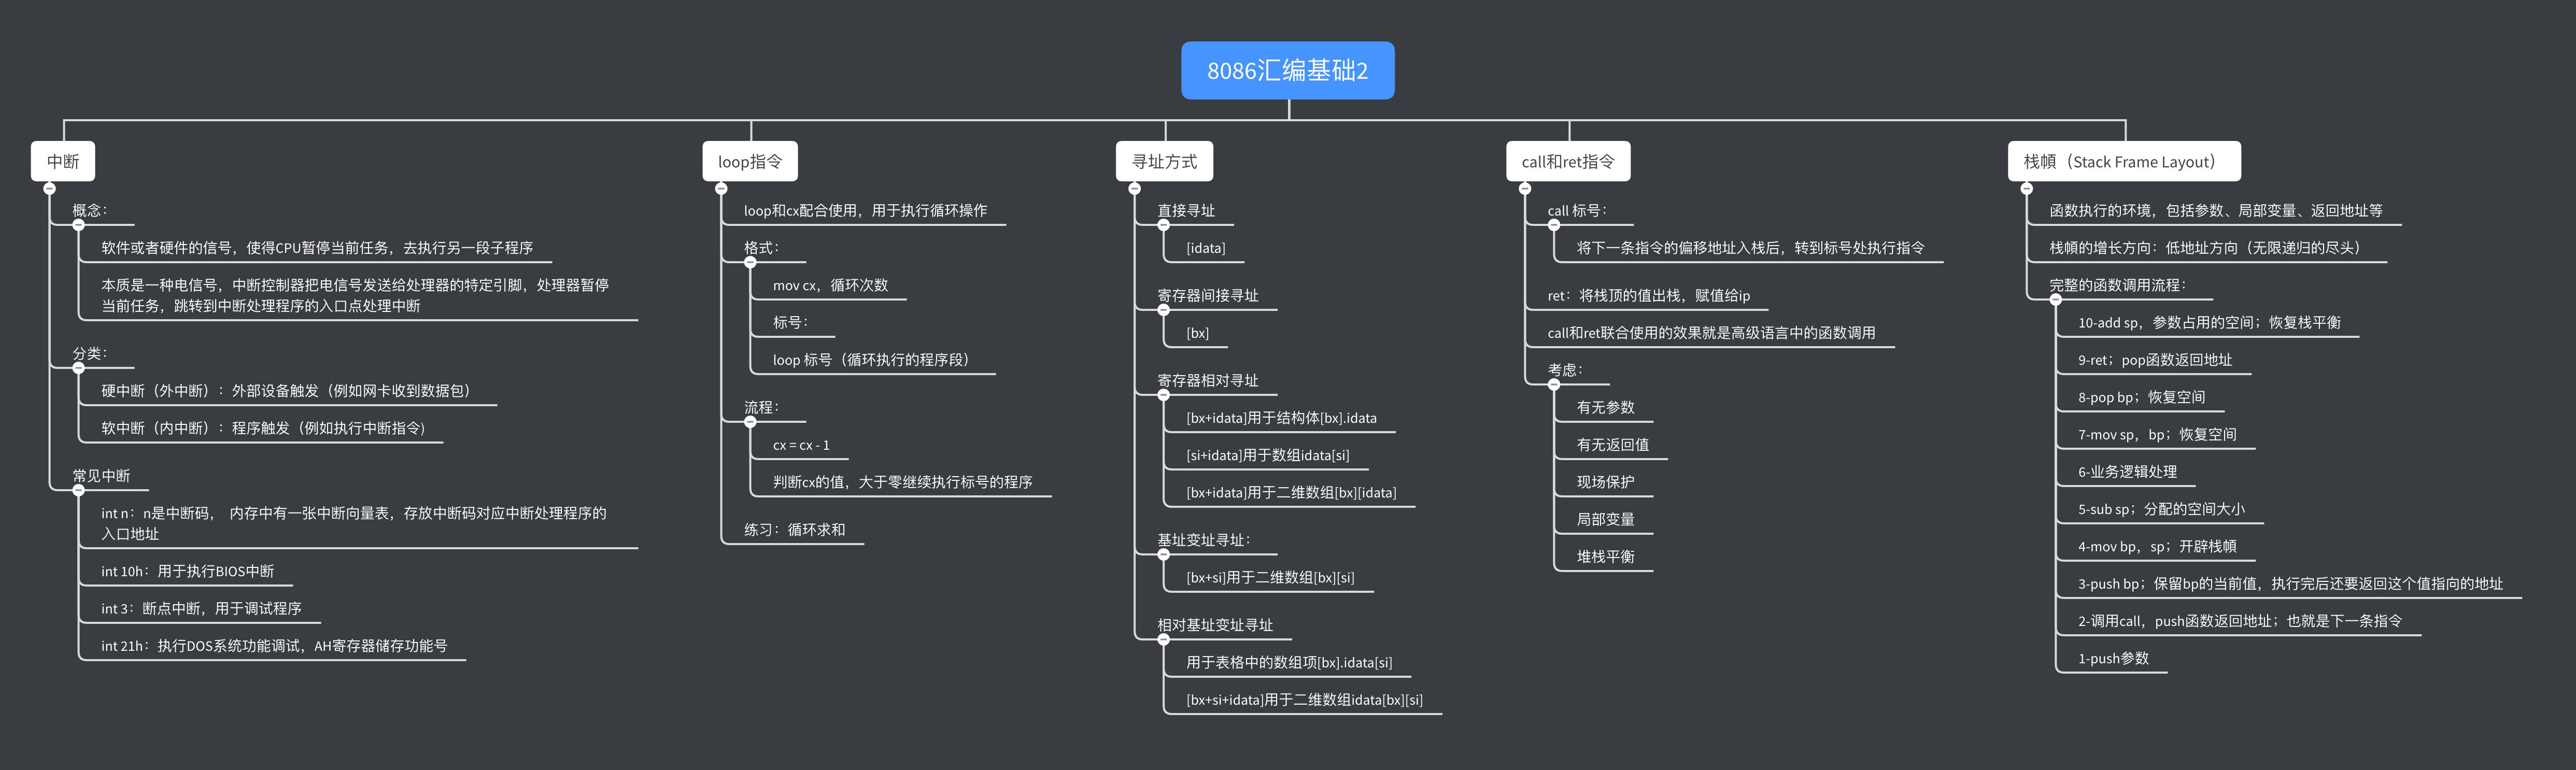 8086汇编基础2
中断
概念：
软件或者硬件的信号，使得CPU暂停当前任务，去执行另一段子程序
本质是一种电信号，中断控制器把电信号发送给处理器的特定引脚，处理器暂停
当前任务，跳转到中断处理程序的入口点处理中断
分类：
硬中断（外中断）：外部设备触发（例如网卡收到数据包）
软中断（内中断）：程序触发（例如执行中断指令)
常见中断
int n：n是中断码， 内存中有一张中断向量表，存放中断码对应中断处理程序的
入口地址
int 10h：用于执行BIOS中断
int 3：断点中断，用于调试程序
int 21h：执行DOS系统功能调试，AH寄存器储存功能号
loop指令
loop和cx配合使用，用于执行循环操作
格式：
mov cx，循环次数
标号：
loop 标号（循环执行的程序段）
流程：
cx = cx - 1
判断cx的值，大于零继续执行标号的程序
练习：循环求和
寻址方式
直接寻址
[idata]
寄存器间接寻址
[bx]
寄存器相对寻址
[bx+idata]用于结构体[bx].idata
[si+idata]用于数组idata[si]
[bx+idata]用于二维数组[bx][idata]
基址变址寻址：
[bx+si]用于二维数组[bx][si]
相对基址变址寻址
用于表格中的数组项[bx].idata[si]
[bx+si+idata]用于二维数组idata[bx][si]
call和ret指令
call 标号：
将下一条指令的偏移地址入栈后，转到标号处执行指令
ret：将栈顶的值出栈，赋值给ip
call和ret联合使用的效果就是高级语言中的函数调用
考虑：
有无参数
有无返回值
现场保护
局部变量
堆栈平衡
栈帧（Stack Frame Layout）
函数执行的环境，包括参数、局部变量、返回地址等
栈帧的增长方向：低地址方向（无限递归的尽头）
完整的函数调用流程：
10-add sp，参数占用的空间；恢复栈平衡
9-ret；pop函数返回地址
8-pop bp；恢复空间
7-mov sp，bp；恢复空间
6-业务逻辑处理
5-sub sp；分配的空间大小
4-mov bp，sp；开辟栈帧
3-push bp；保留bp的当前值，执行完后还要返回这个值指向的地址
2-调用call，push函数返回地址；也就是下一条指令
1-push参数